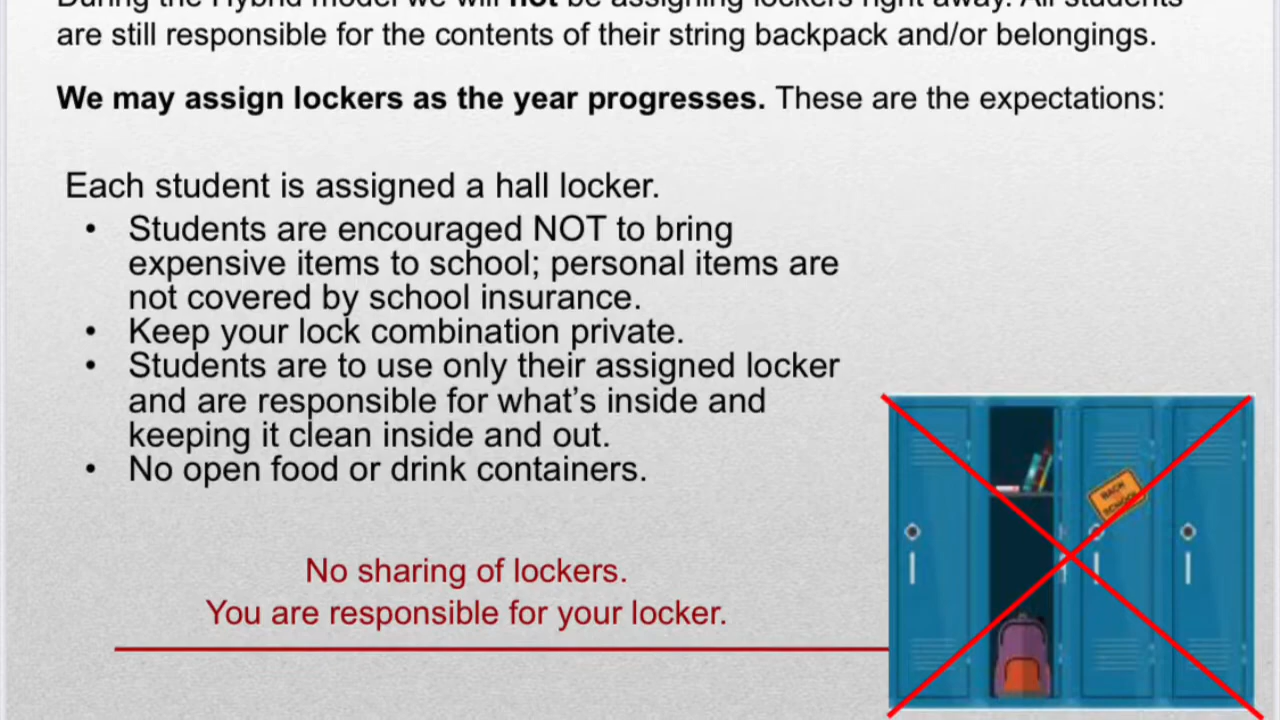 During the Hybrid model we will not be assigning lockers right away. All students
are still responsible for the contents of their string backpack and/or belongings.
We may assign lockers as the year progresses. These are the expectations:
Each student is assigned a hall locker.
• Students are encouraged NOT to bring
expensive items to school; personal items are
not covered by school insurance.
• Keep your lock combination private.
• Students are to use only their assigned locker
and are responsible for what’s inside and
keeping it clean inside and out.
• No open food or drink containers.
BACK
SCHOOL
No sharing of lockers.
You are responsible for your locker.